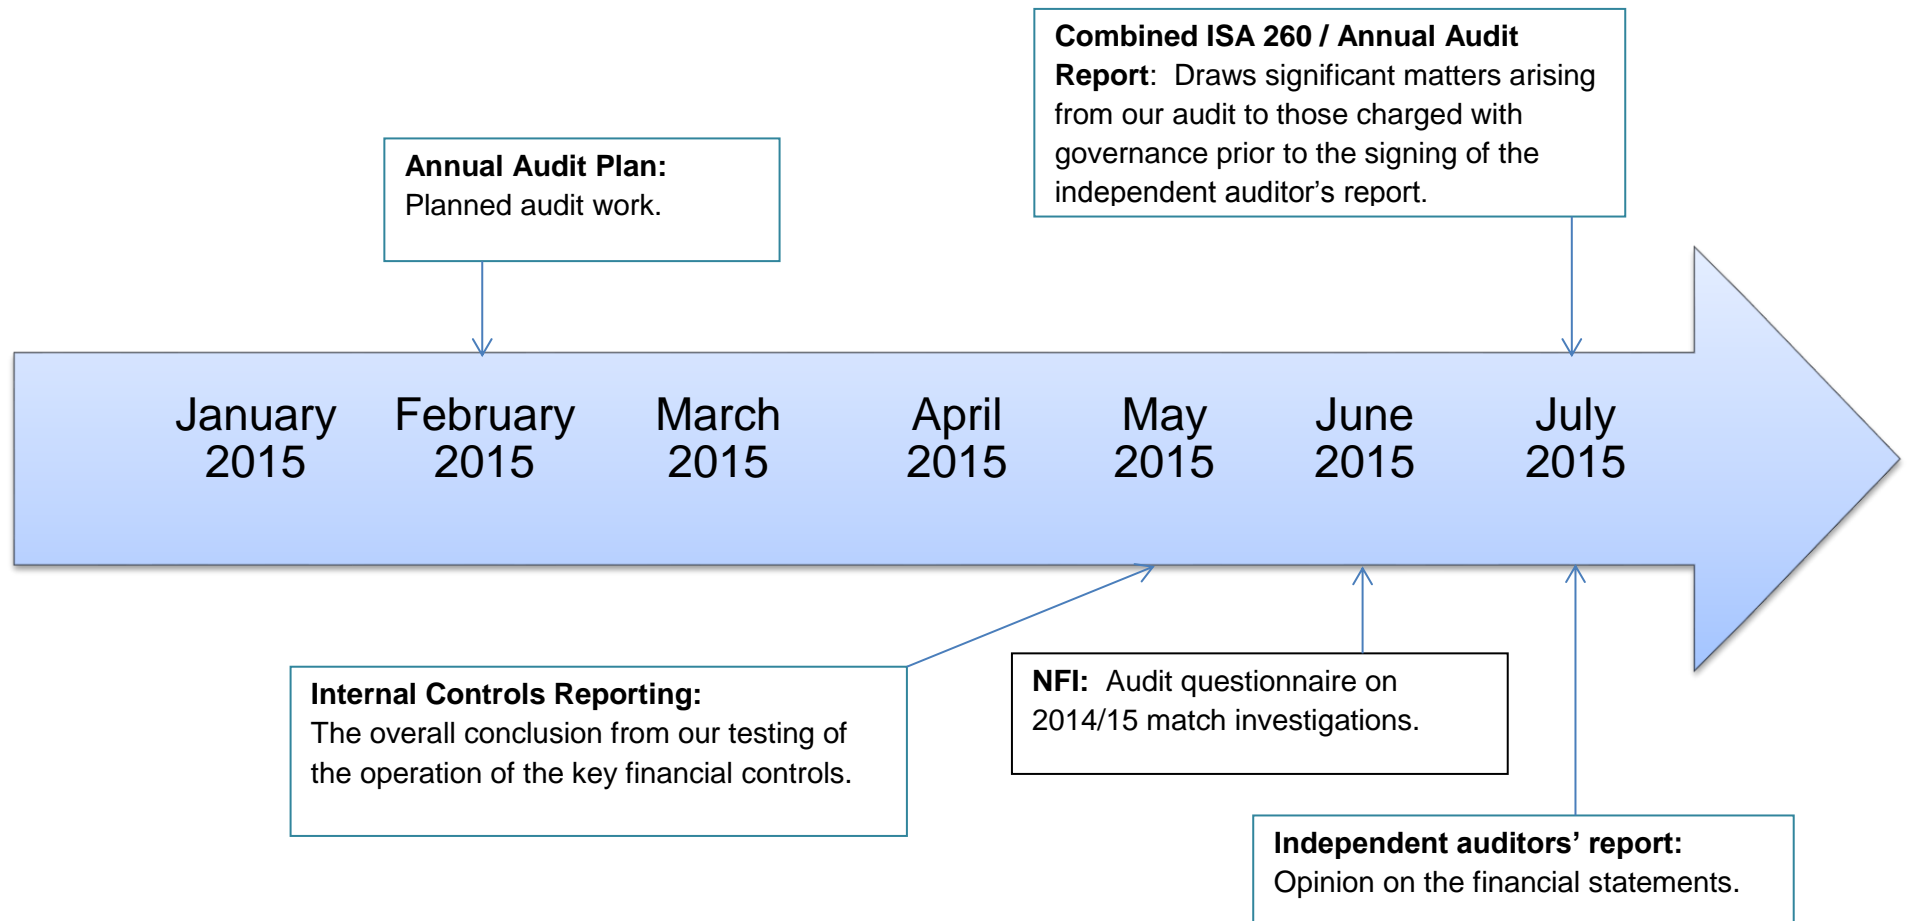 Combined ISA 260 / Annual Audit
Report:  Draws significant matters arising
from our audit to those charged with
governance prior to the signing of the
independent auditor’s report.
Annual Audit Plan:
Planned audit work.
January
2015
February
2015
March
2015
April
2015
May
2015
June
2015
July
2015
Internal Controls Reporting:
The overall conclusion from our testing of
the operation of the key financial controls.
NFI:  Audit questionnaire on
2014/15 match investigations.
Independent auditors’ report:
Opinion on the financial statements.